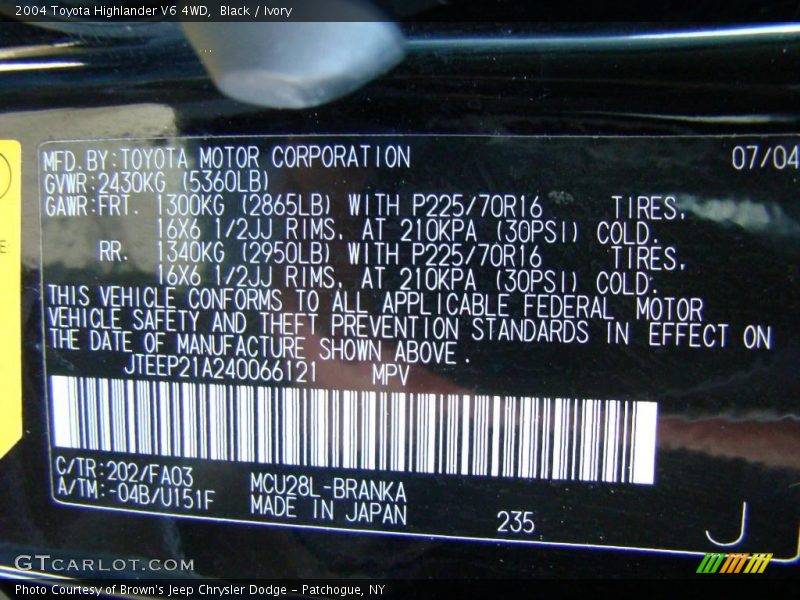 2004 Toyota Highlander V6 4WD,  Black / Ivory
MFD.BY:TOYOTA MOTOR CORPORATION 07/04
GVWR:2430KG (5360LB)
GAWR:FRT. 1300KG (2865LB) WITH P225/70R16 TIRES,
16X6 1/2JJ RIMS, AT 210KPA (30PSI) COLD.
RR. 1340KG (2950LB) WITH P225/70R16 TIRES,
16X6 1/2JJ RIMS, AT 210KPA (30PSI) COLD.
THIS VEHICLE CONFORMS TO ALL APPLICABLE FEDERAL MOTOR
VEHICLE SAFETY AND THEFT PREVENTION STANDARDS IN EFFECT ON
THE DATE OF MANUFACTURE SHOWN ABOVE.
JTEEP21A240066121 MPV
C/TR:202/FA03 MCU28L-BRANKA
A/TM:-04B/U151F MADE IN JAPAN
235 J
GTCARLOT.COM
Photo Courtesy of Brown's Jeep Chrysler Dodge - Patchogue, NY